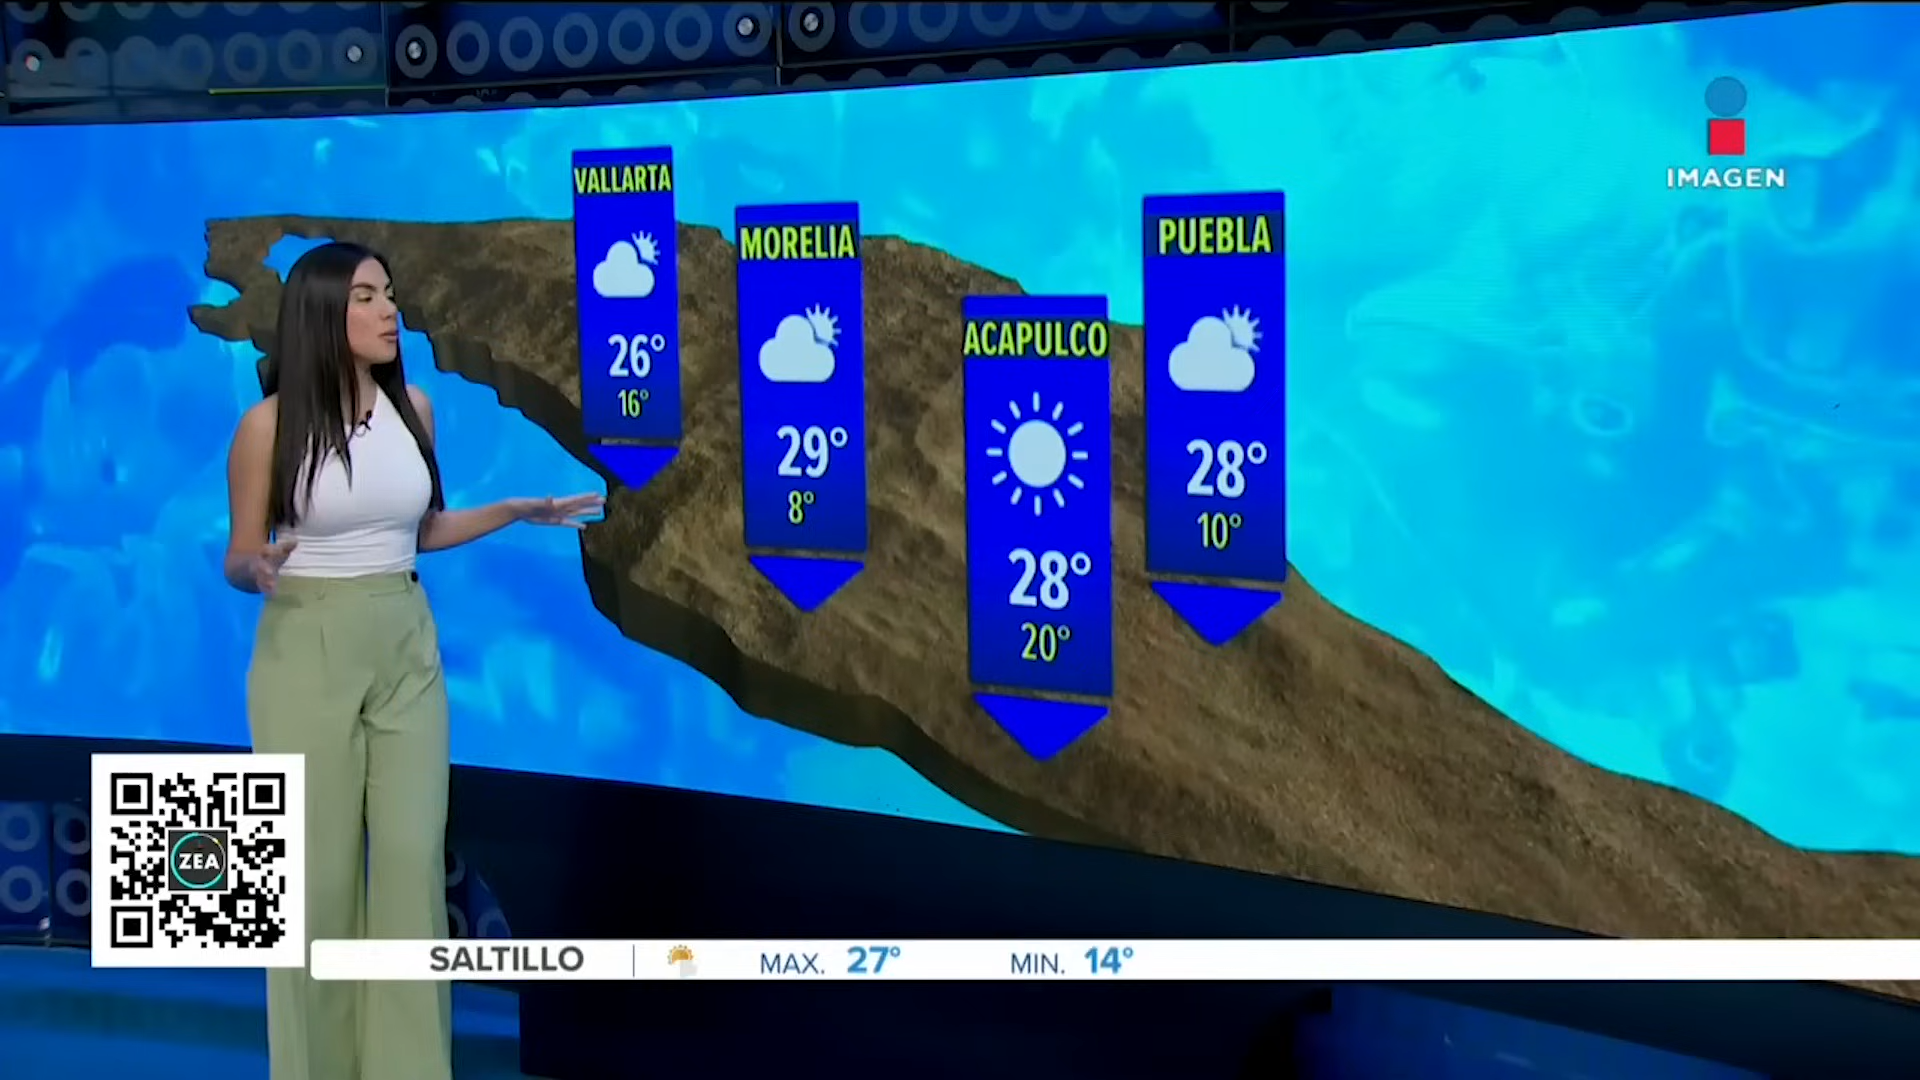 VALLARTA
26°
16°
MORELIA
29°
8°
ACAPULCO
28°
20°
PUEBLA
28°
10°
IMAGEN
ZEA
SALTILLO MAX. 27° MIN. 14°